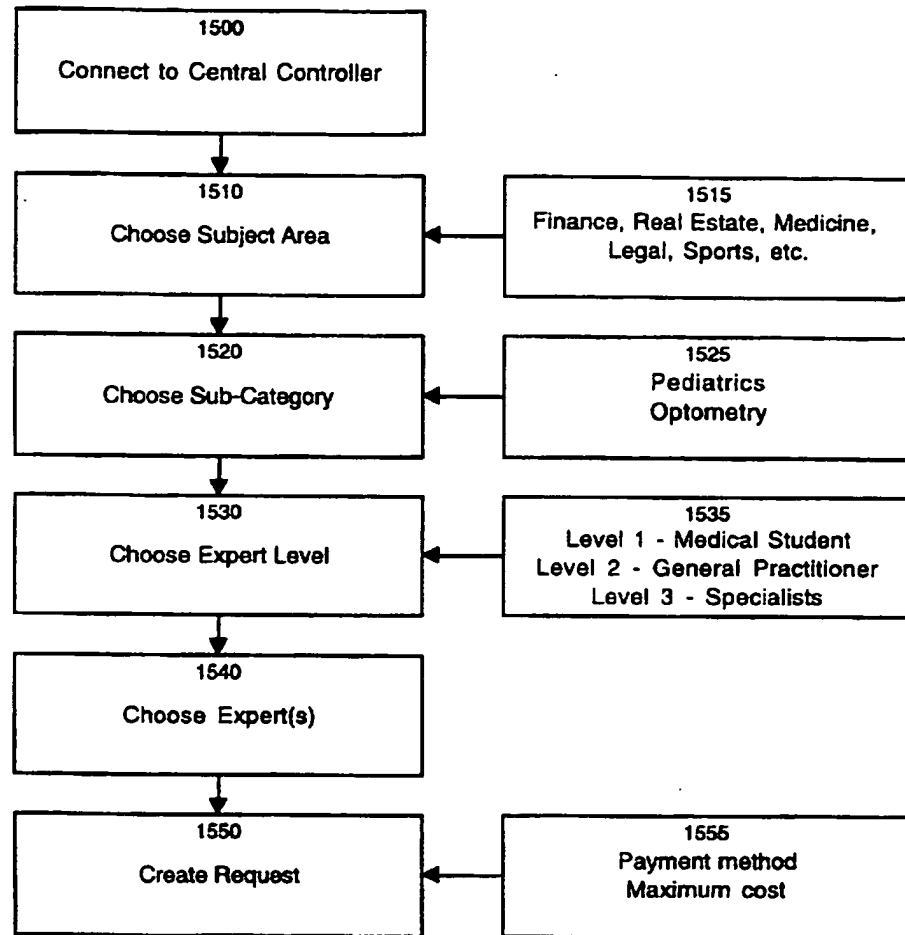 1500
Connect to Central Controller
1510
Choose Subject Area
1515
Finance, Real Estate, Medicine,
Legal, Sports, etc.
1520
Choose Sub-Category
1525
Pediatrics
Optometry
1530
Choose Expert Level
1535
Level 1 - Medical Student
Level 2 - General Practitioner
Level 3 - Specialists
1540
Choose Expert(s)
1550
Create Request
1555
Payment method
Maximum cost